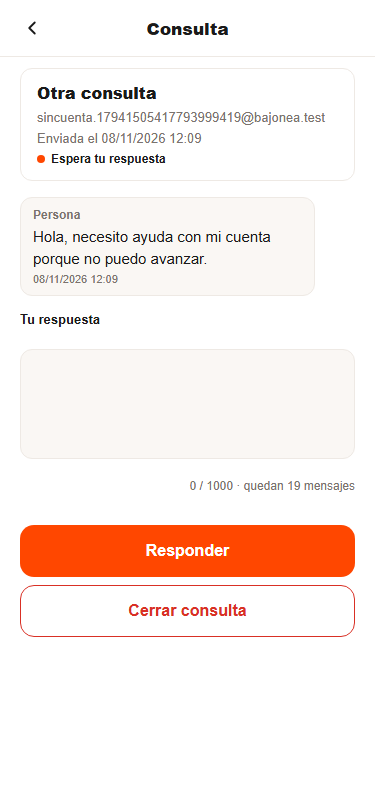 Consulta
Otra consulta
sincuenta.17941505417793999419@bajonea.test
Enviada el 08/11/2026 12:09
Espera tu respuesta
Persona
Hola, necesito ayuda con mi cuenta
porque no puedo avanzar.
08/11/2026 12:09
Tu respuesta
0 / 1000 · quedan 19 mensajes
Responder
Cerrar consulta